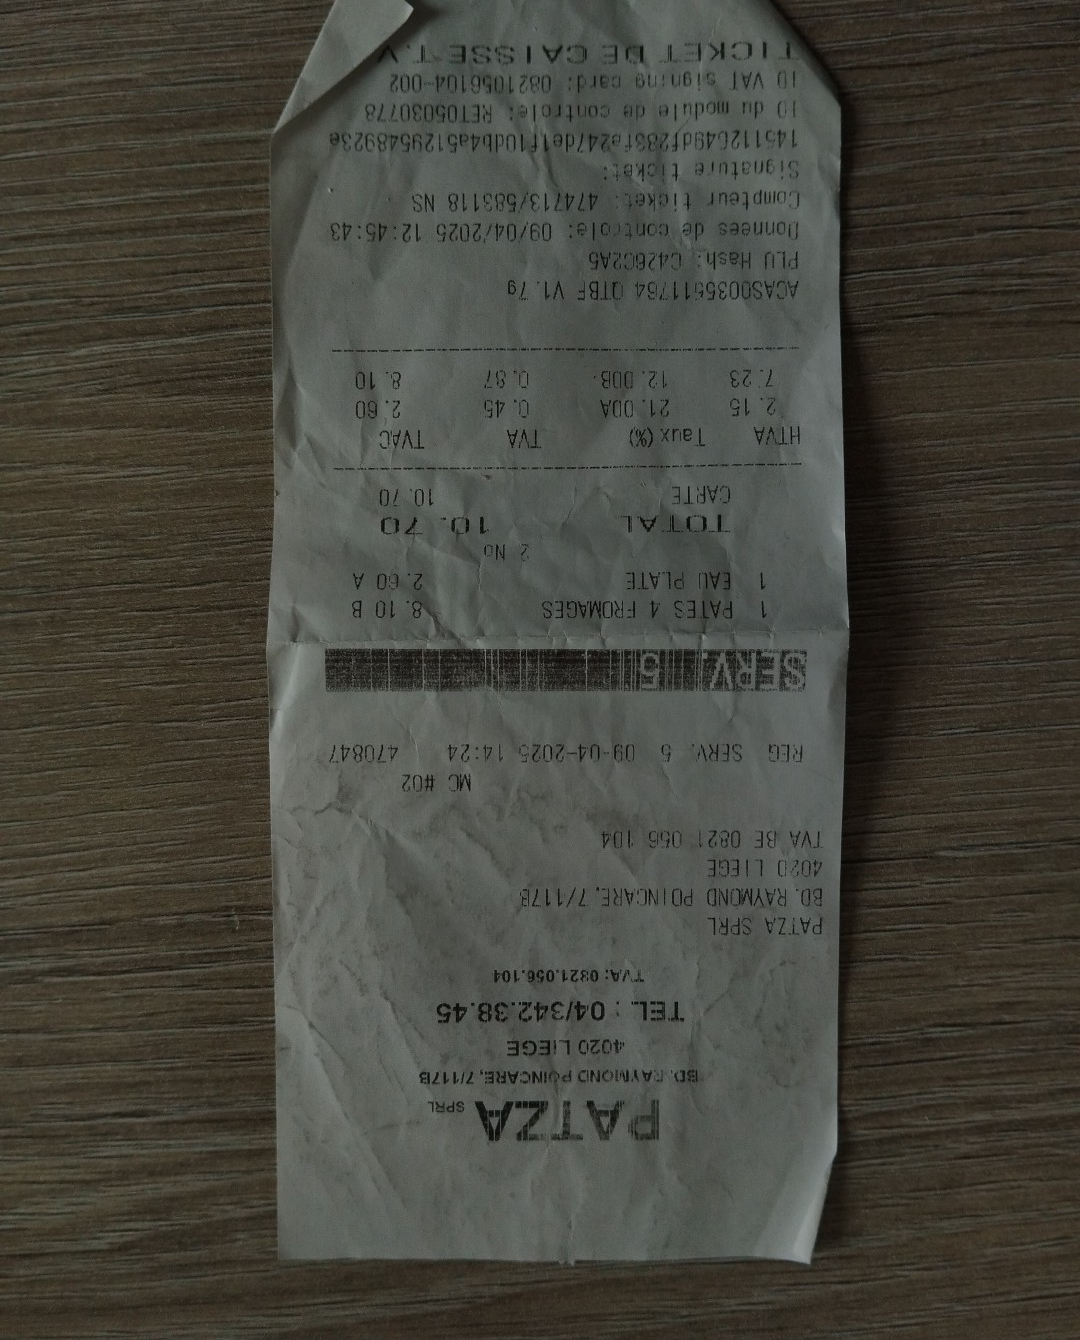 PATZA SPRL
BD. RAYMOND POINCARE, 7/117B
4020 LIEGE
TEL. : 04/342.38.45
TVA: 0821.056.104
PATZA SPRL
BD. RAYMOND POINCARE, 7/117B
4020 LIEGE
TVA BE 0821 056 104
MC #02
REG SERV. 5 09-04-2025 14:24 470847
SERV. 5
1 PATES 4 FROMAGES 8.10 B
1 EAU PLATE 2.60 A
2 No
TOTAL 10.70
CARTE 10.70
HTVA Taux(%) TVA TVAC
2.15 21.00A 0.45 2.60
7.23 12.00B 0.87 8.10
ACAS0035511764 QTBF V1.7g
PLU Hash: C426C2A5
Donnees de controle: 09/04/2025 12:45:43
Compteur ticket: 474713/583118 NS
Signature ticket:
ID du module de controle: RET05030778
ID VAT signing card: 0821056104-002
TICKET DE CAISSE T.V